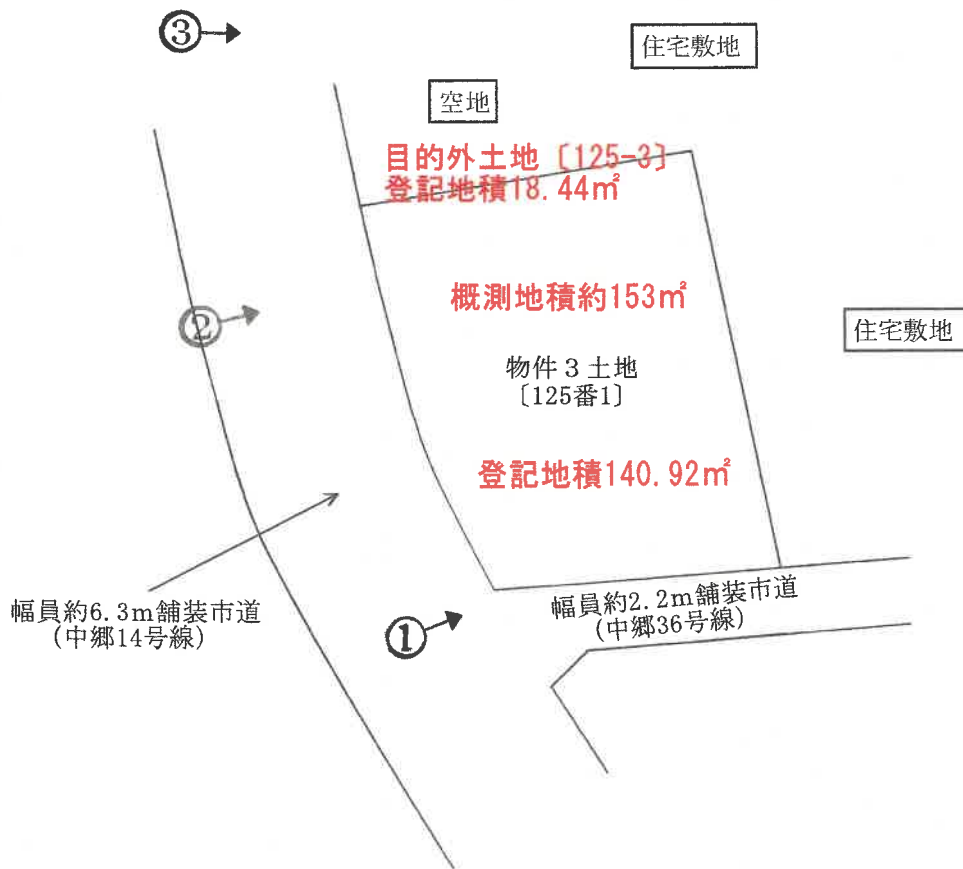 ③
住宅敷地
空地
目的外土地〔125-3〕
登記地積18.44㎡
概測地積約153㎡
②
住宅敷地
物件３土地
〔125番1〕
登記地積140.92㎡
幅員約6.3m舗装市道
(中郷14号線)
幅員約2.2m舗装市道
(中郷36号線)
①